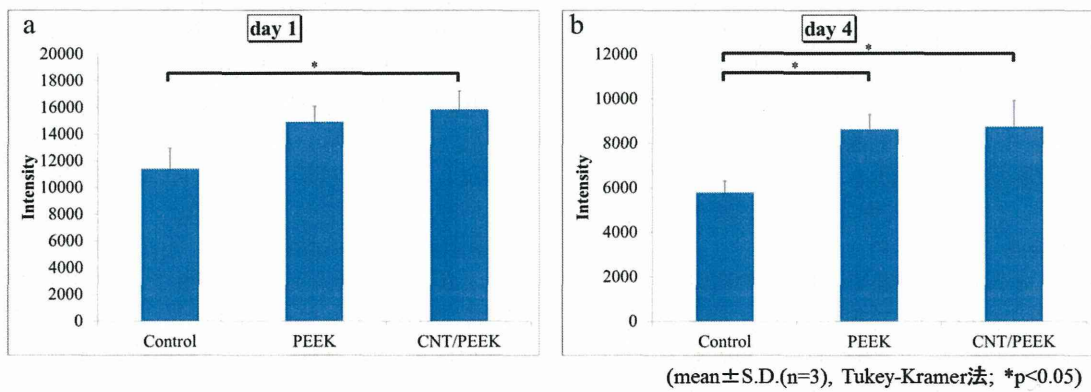 a
day 1
20000
18000
16000
14000
12000
10000
8000
6000
4000
2000
0
Intensity
*
Control PEEK CNT/PEEK
b
day 4
12000
10000
8000
6000
4000
2000
0
Intensity
*
*
Control PEEK CNT/PEEK
(mean±S.D.(n=3), Tukey-Kramer法; *p<0.05)